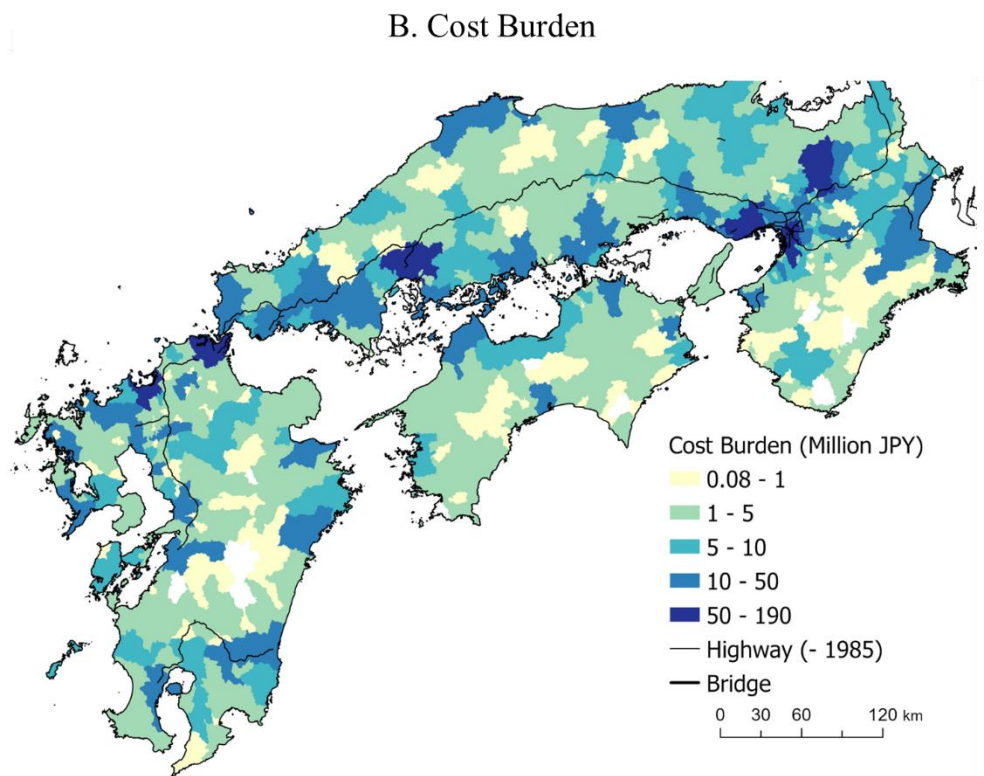 B. Cost Burden
Cost Burden (Million JPY)
0.08 - 1
1 - 5
5 - 10
10 - 50
50 - 190
Highway (- 1985)
Bridge
0 30 60 120 km